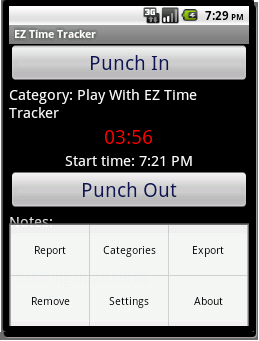 3G 7:29 PM
EZ Time Tracker
Punch In
Category: Play With EZ Time
Tracker
03:56
Start time: 7:21 PM
Punch Out
Notes:
Report Categories Export
Remove Settings About